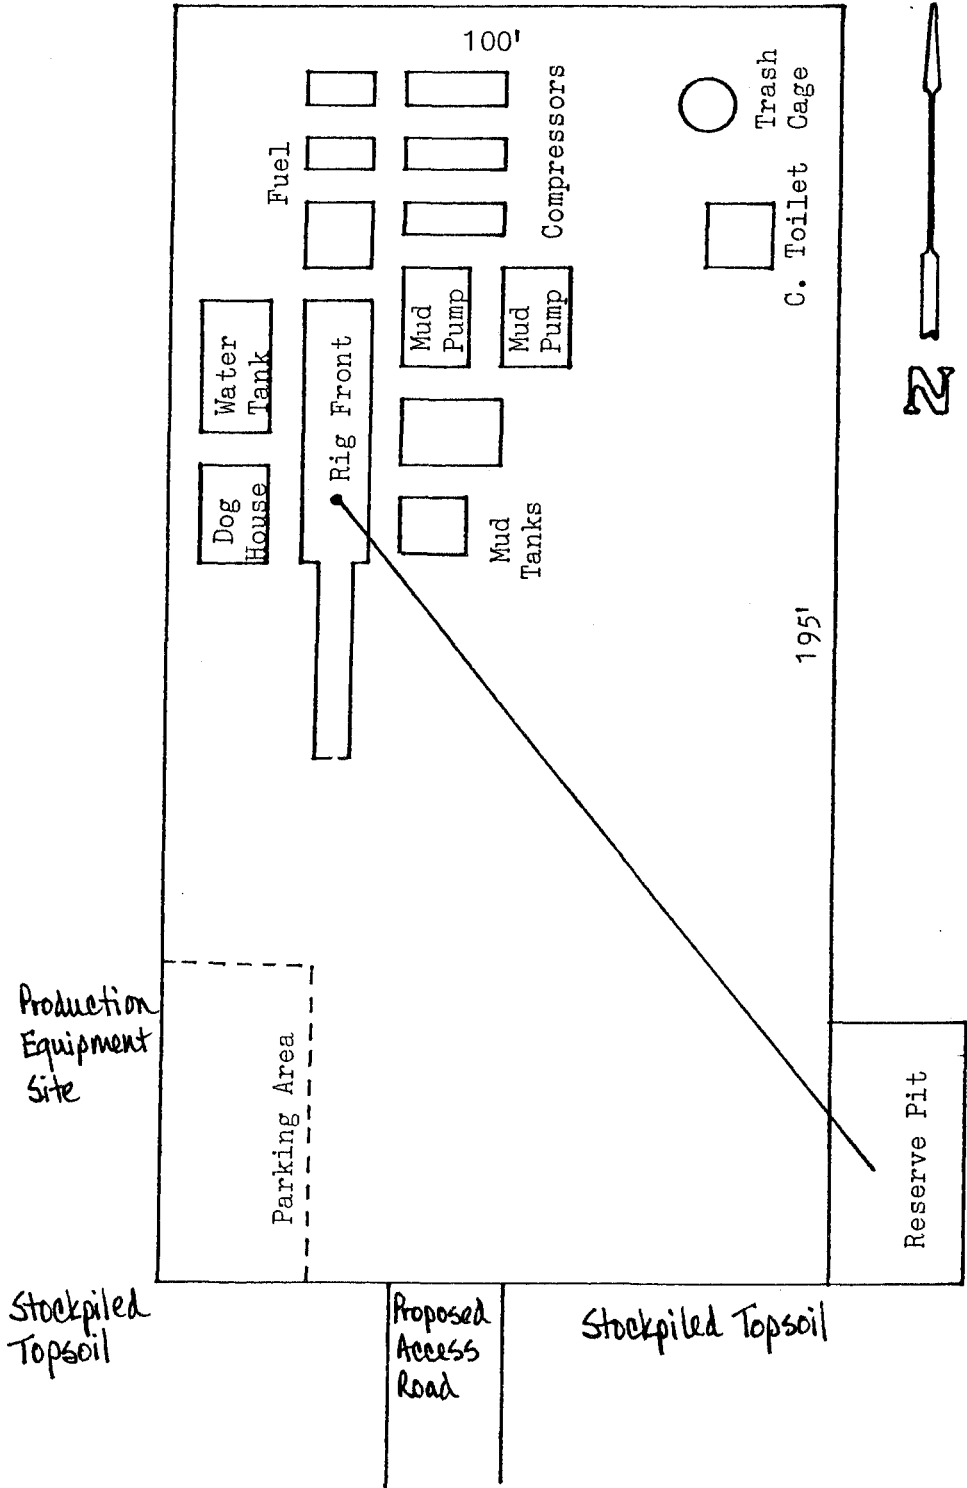 100'
Fuel
Compressors
Trash
Cage
C. Toilet
Water
Tank
Rig Front
Mud
Pump
Mud
Pump
N
Dog
House
Mud
Tanks
195'
Production
Equipment
Site
Parking Area
Reserve Pit
Stockpiled
Topsoil
Proposed
Access
Road
Stockpiled Topsoil